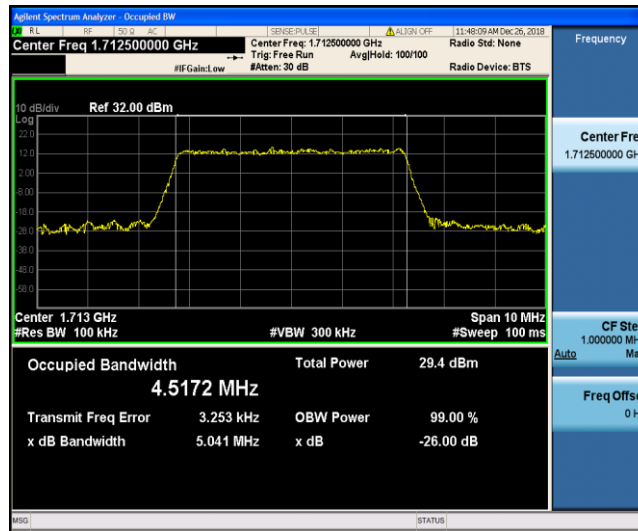 Agilent Spectrum Analyzer - Occupied BW
RL RF 50 Ω AC SENSE:PULSE ALIGN OFF 11:48:09 AM Dec 26, 2018
Center Freq 1.712500000 GHz Center Freq: 1.712500000 GHz Radio Std: None Frequency
Trig: Free Run Avg|Hold: 100/100
#IFGain:Low #Atten: 30 dB Radio Device: BTS
10 dB/div Ref 32.00 dBm
Log
22.0
12.0
2.00
-8.00
-18.0
-28.0
-38.0
-48.0
-58.0
Center Fre
1.712500000 GH
Center 1.713 GHz Span 10 MHz
#Res BW 100 kHz #VBW 300 kHz #Sweep 100 ms
CF Ste
1.000000 MH
Auto Ma
Occupied Bandwidth Total Power 29.4 dBm
4.5172 MHz
Transmit Freq Error 3.253 kHz OBW Power 99.00 %
x dB Bandwidth 5.041 MHz x dB -26.00 dB
Freq Offse
0 H
MSG STATUS